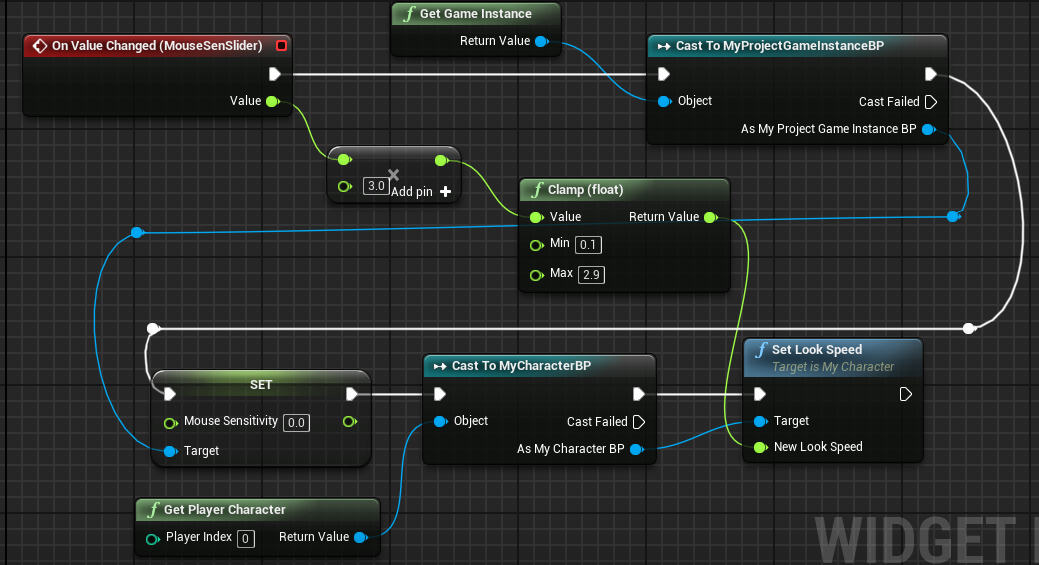 f Get Game Instance
Return Value
On Value Changed (MouseSenSlider)
Value
Cast To MyProjectGameInstanceBP
Object
Cast Failed
As My Project Game Instance BP
3.0
Add pin +
f Clamp (float)
Value Return Value
Min 0.1
Max 2.9
SET
Mouse Sensitivity 0.0
Target
Cast To MyCharacterBP
Object
Cast Failed
As My Character BP
f Set Look Speed
Target is My Character
Target
New Look Speed
f Get Player Character
Player Index 0 Return Value
WIDGET